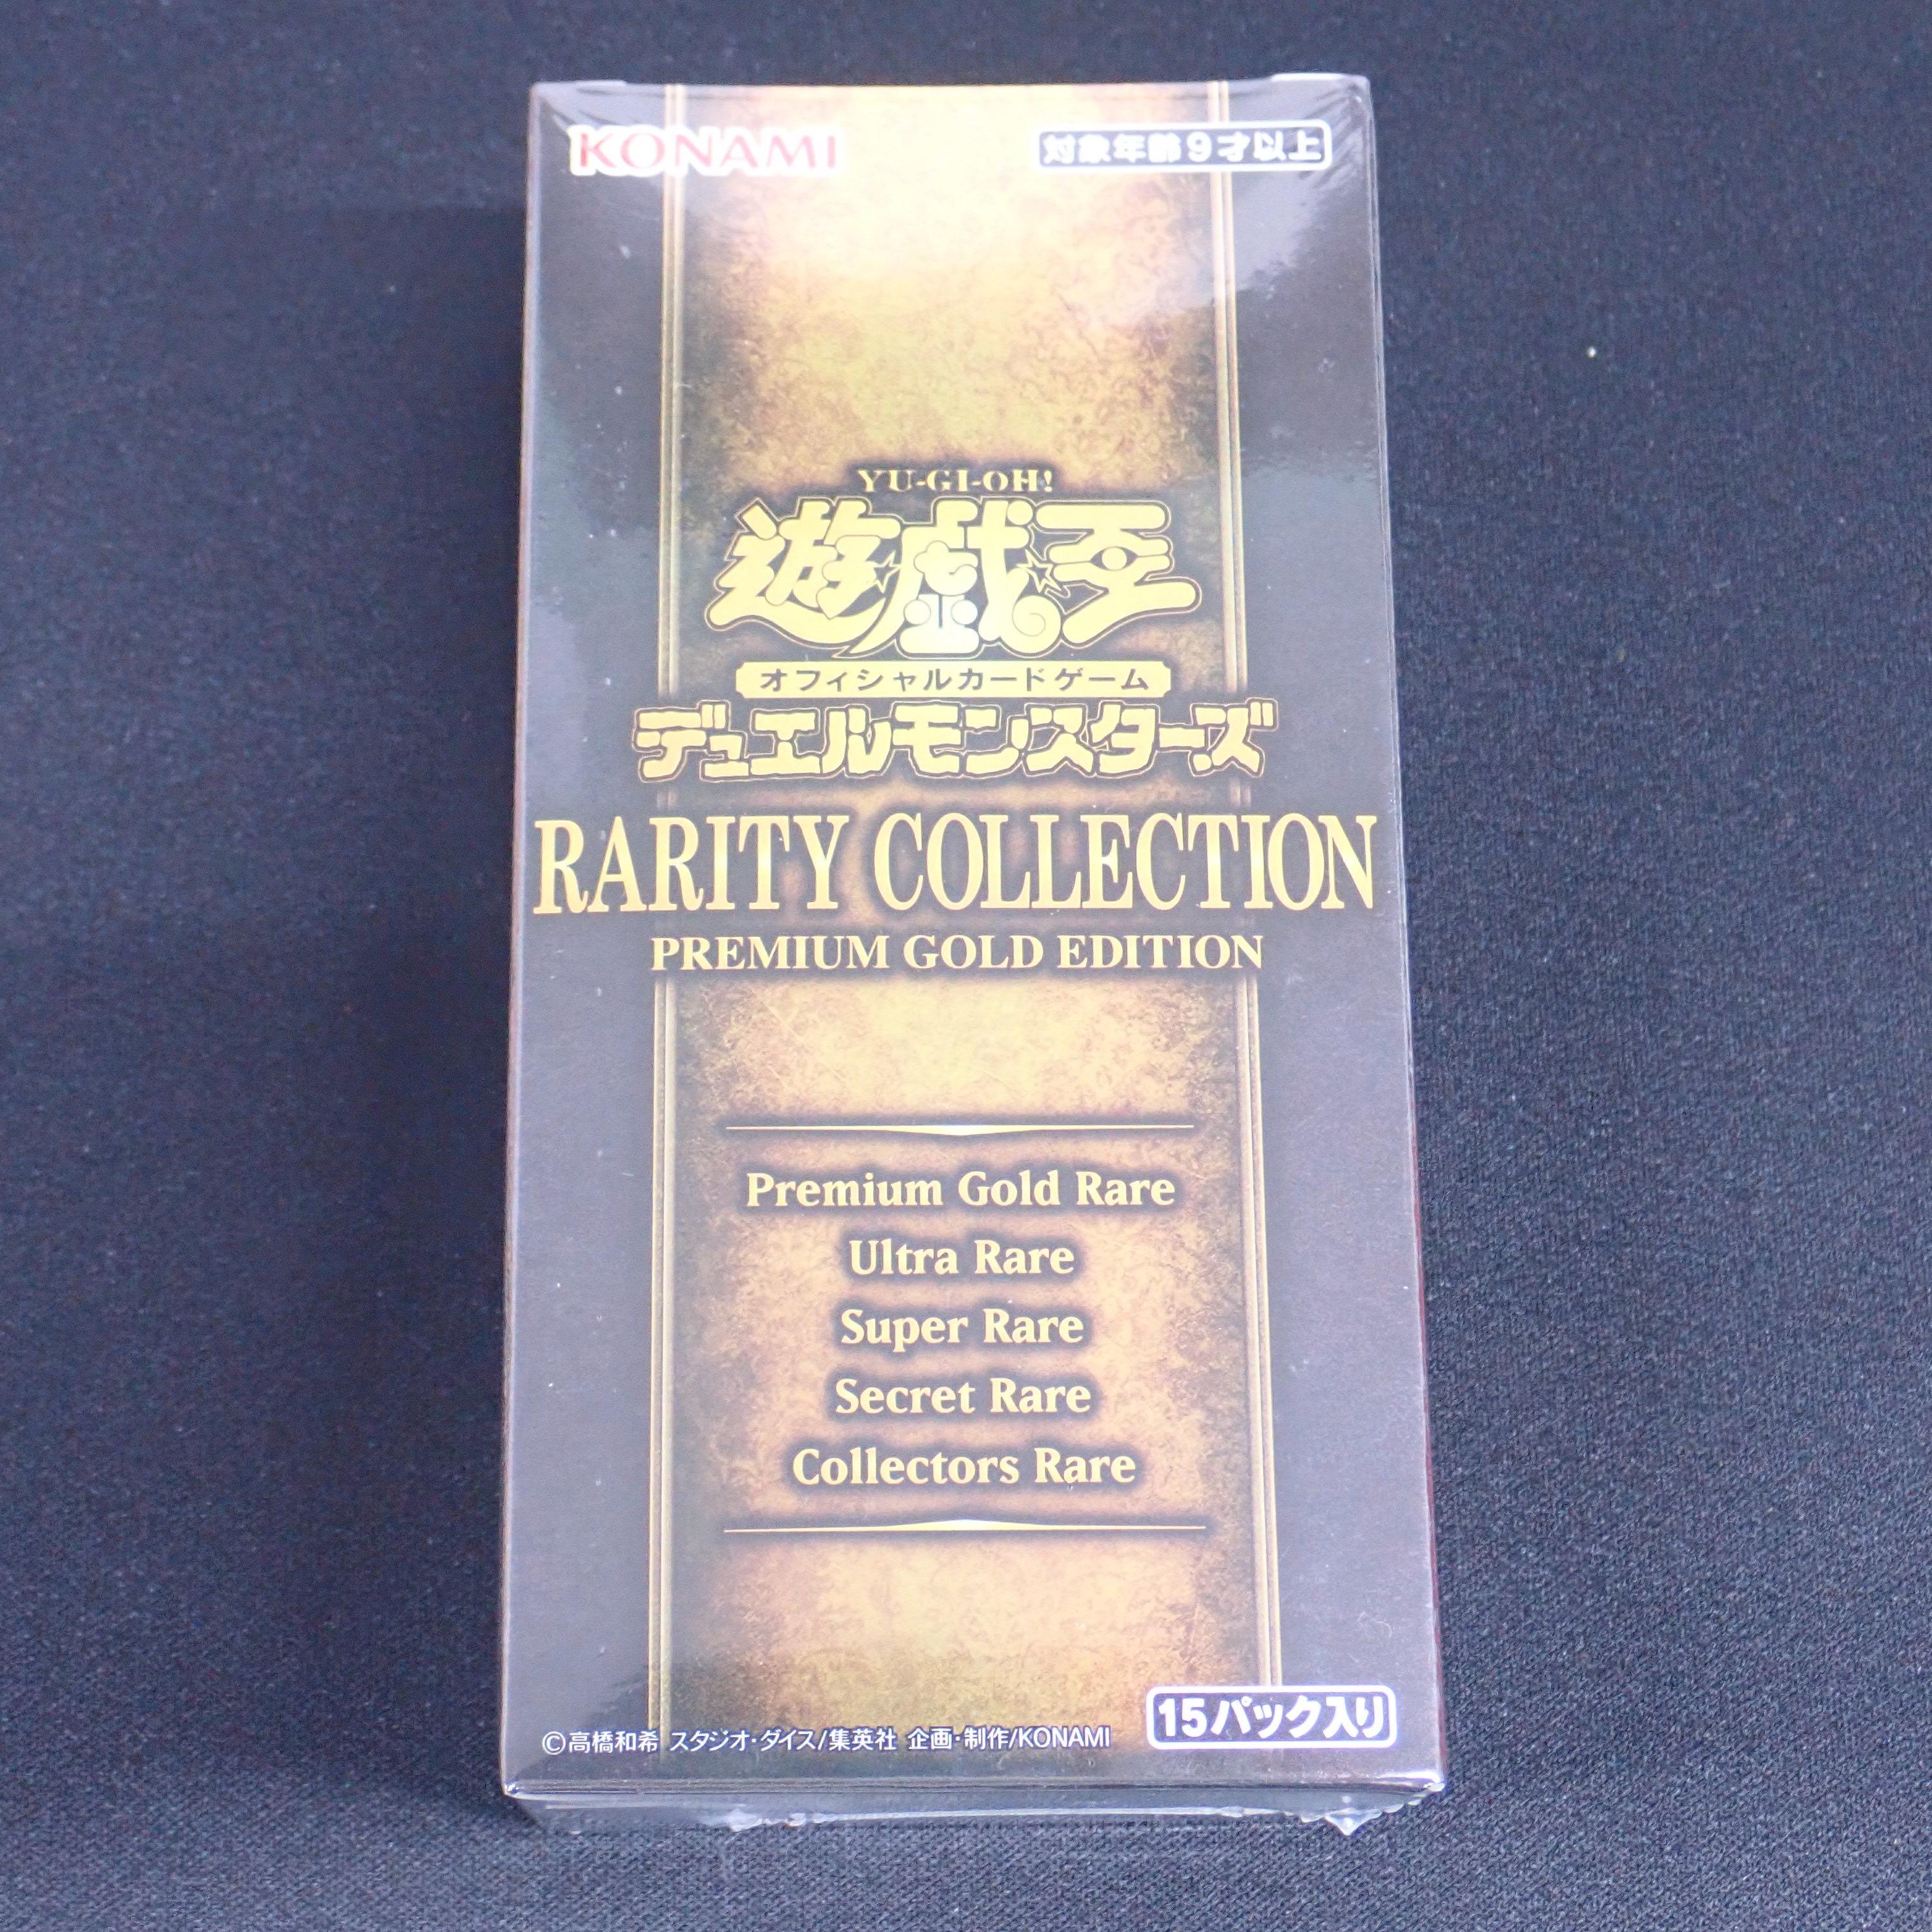 KONAMI
対象年齢9才以上
YU-GI-OH!
遊戯王
オフィシャルカードゲーム
デュエルモンスターズ
RARITY COLLECTION
PREMIUM GOLD EDITION
Premium Gold Rare
Ultra Rare
Super Rare
Secret Rare
Collectors Rare
15パック入り
©高橋和希 スタジオ・ダイス/集英社 企画・制作/KONAMI